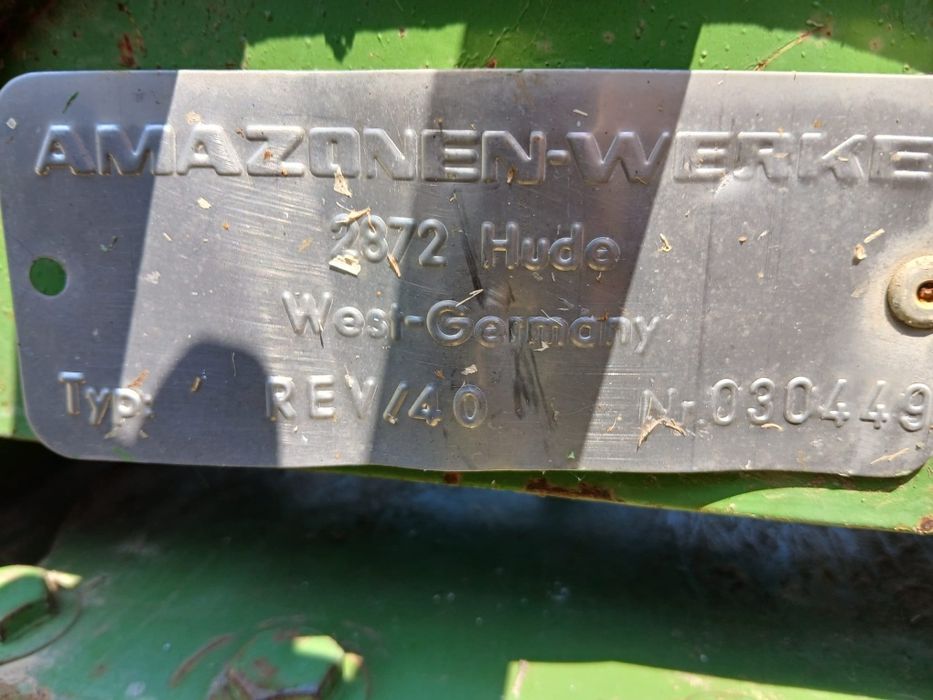 AMAZONEN-WERKE
2872 Hude
West-Germany
Typ: REV/40 Nr. 030449